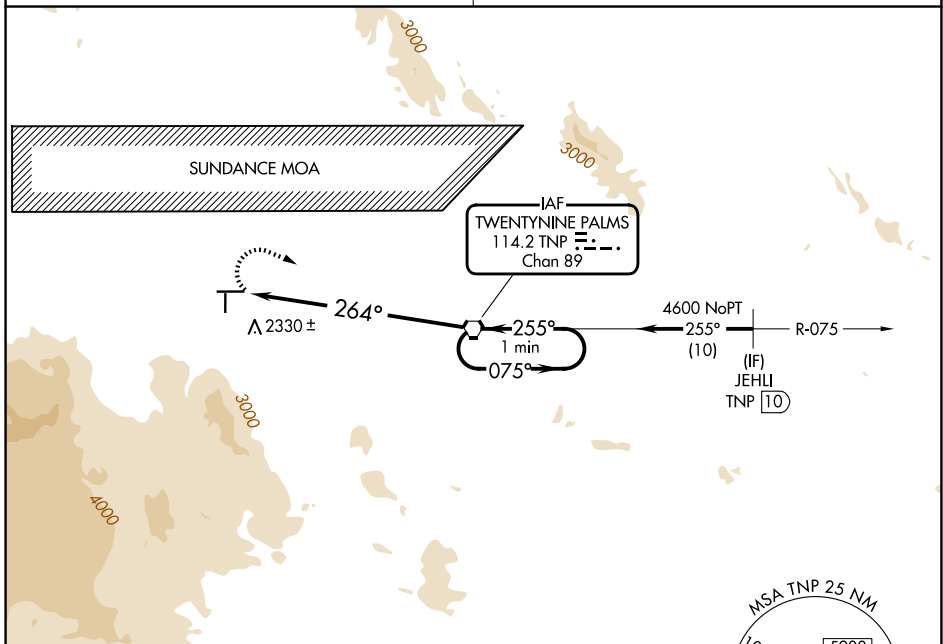 3000
3000
SUNDANCE MOA
IAF
TWENTYNINE PALMS
114.2 TNP
Chan 89
264°
2330 ±
255°
1 min
075°
4600 NoPT
255°
(10)
R-075
(IF)
JEHLI
TNP 10
3000
4000
MSA TNP 25 NM